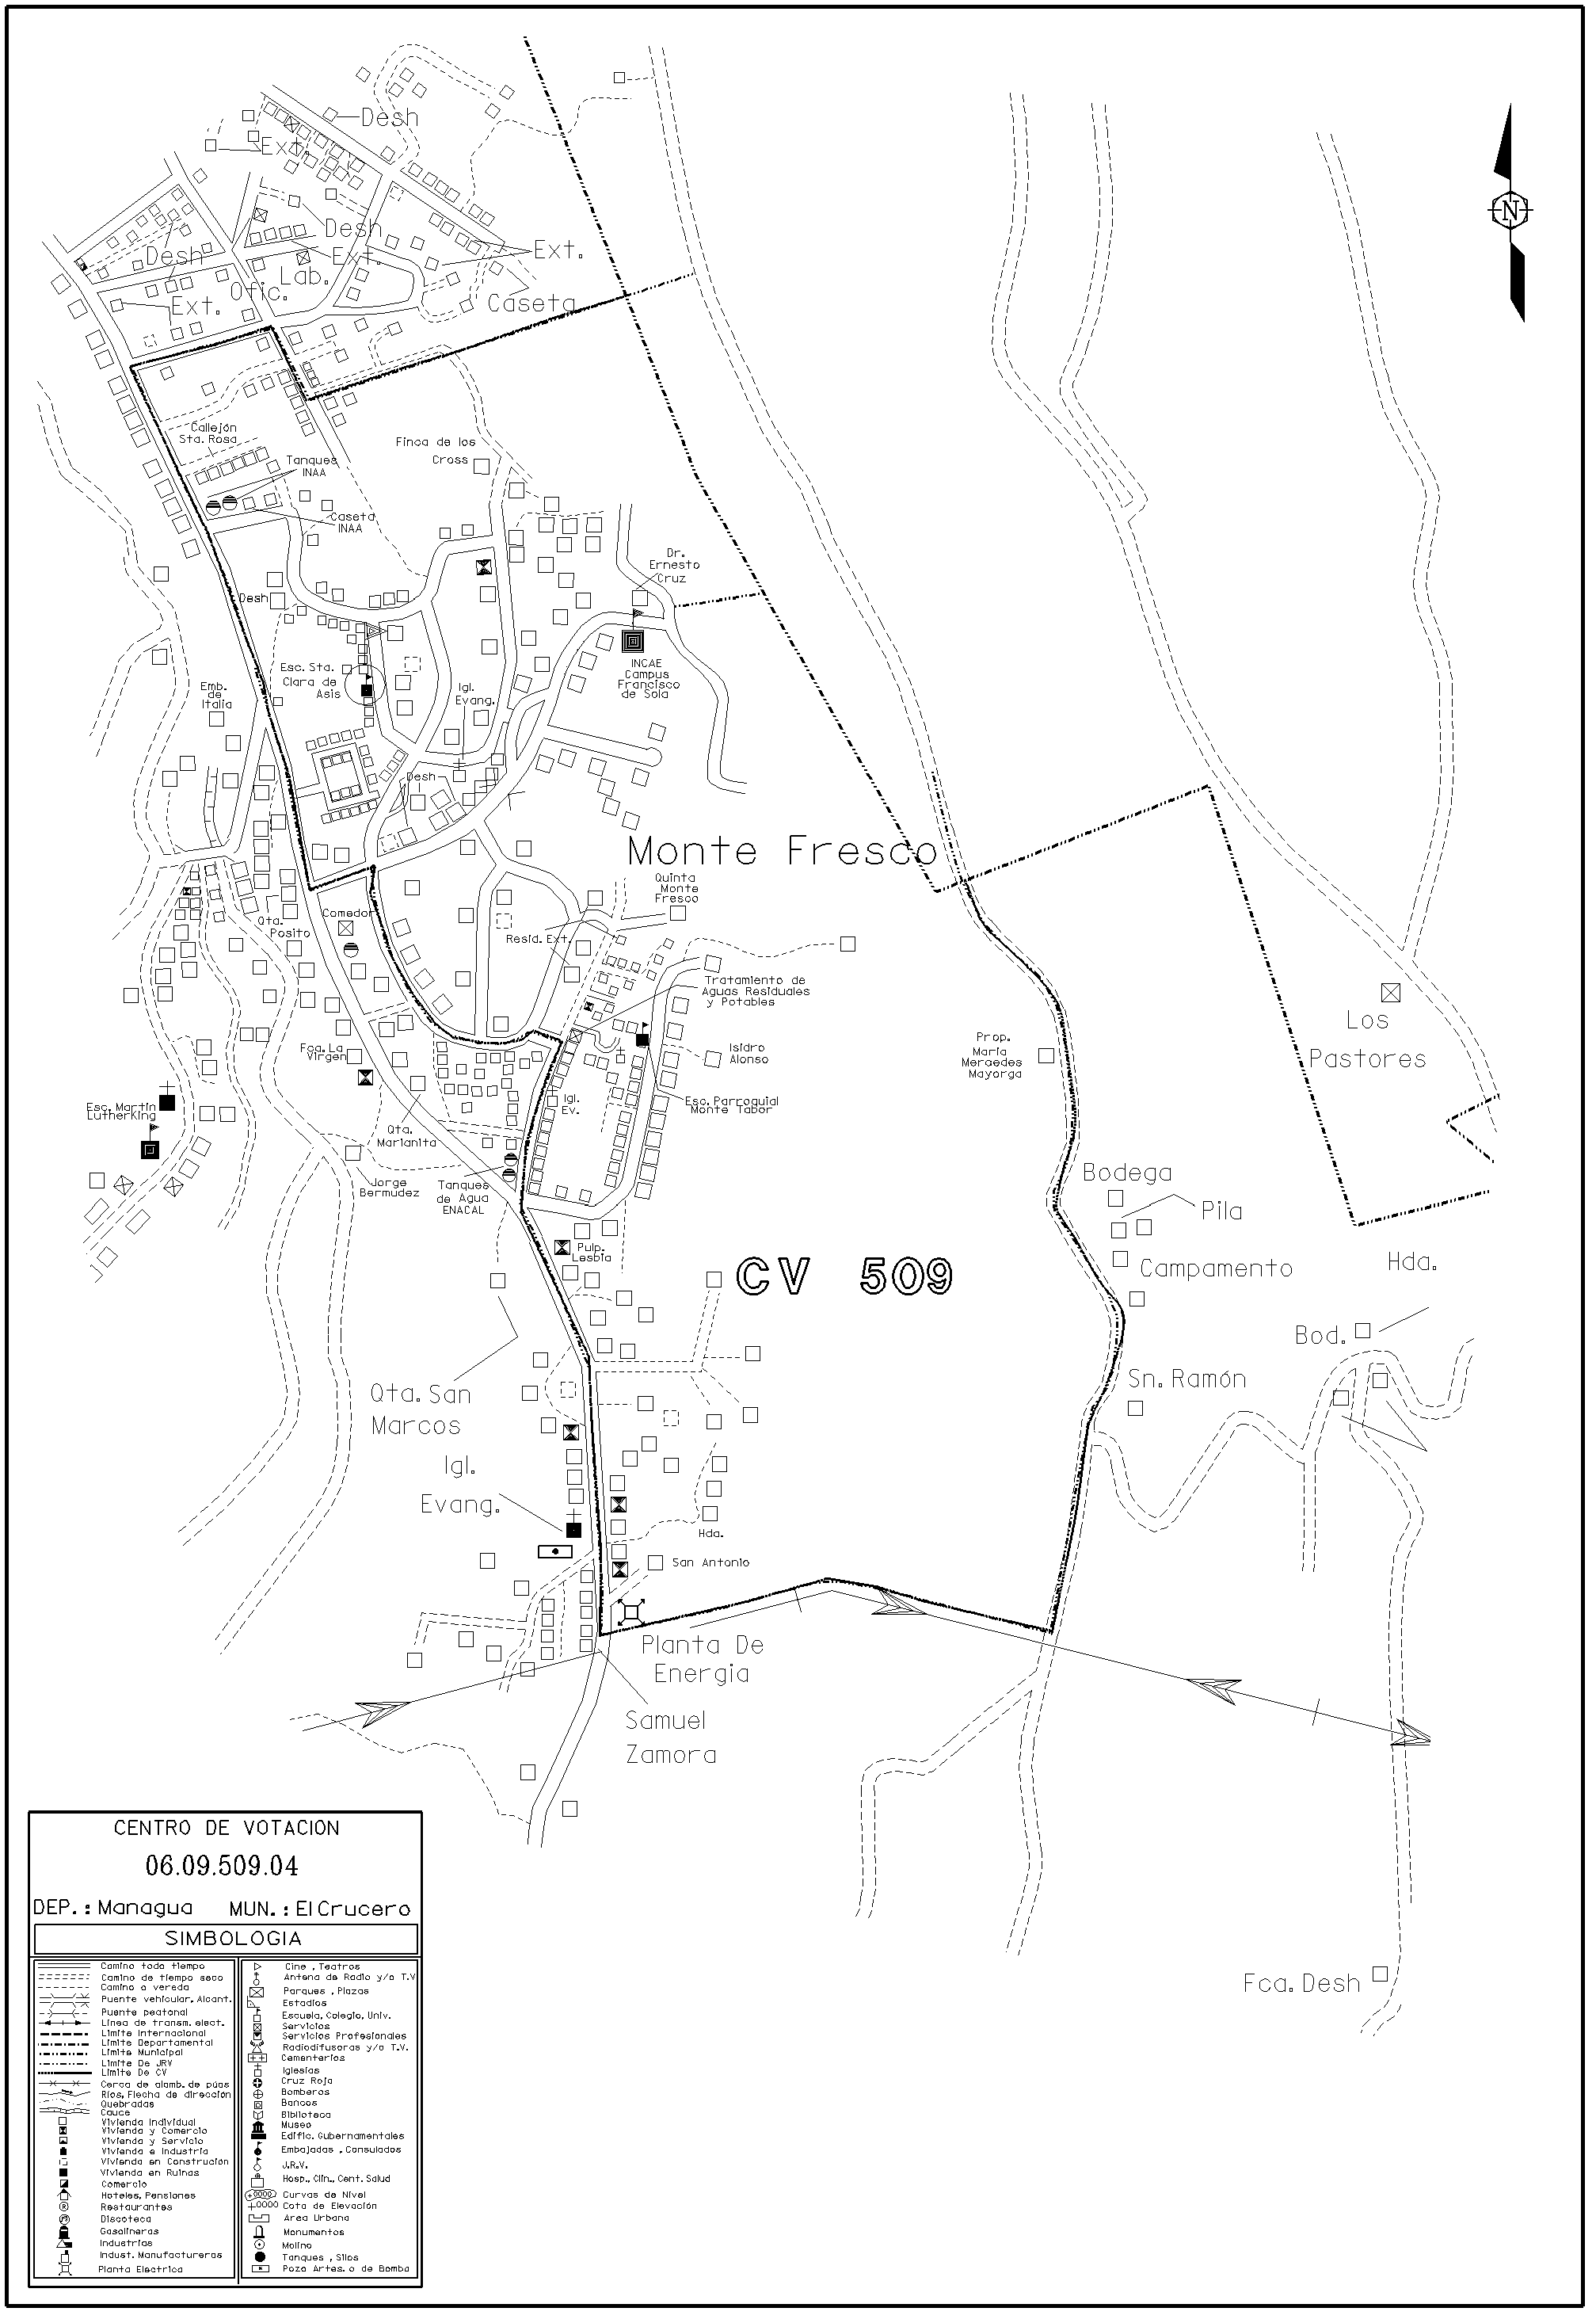 Desh
Ext.
Desh
Desh
Ext.
Ext.
Lab.
Ofic.
Ext.
Caseta
N
Callejón
Sta. Rosa
Finca de los
Cross
Tanques
INAA
Caseta
INAA
Dr.
Ernesto
Cruz
Desh
Esc. Sta.
Clara de
Asis
INCAE
Campus
Francisco
de Sola
Emb.
de
Italia
Igl.
Evang.
Desh
Monte Fresco
Quinta
Monte
Fresco
Comedor
Qta.
Posito
Resid. Ext.
Tratamiento de
Aguas Residuales
y Potables
Los
Pastores
Prop.
María
Mercedes
Mayorga
Isidro
Alonso
Fca. La
Virgen
Esc. Martin
LutherKing
Igl.
Ev.
Esc. Parroquial
Monte Tabor
Qta.
Marianita
Jorge
Bermudez
Tanques
de Agua
ENACAL
Bodega
Pila
Pulp.
Lesbia
CV 509
Campamento
Hda.
Bod.
Sn. Ramón
Qta. San
Marcos
Igl.
Evang.
Hda.
San Antonio
Planta De
Energia
Samuel
Zamora
Fca. Desh
CENTRO DE VOTACION
06.09.509.04
DEP.: Managua MUN.: El Crucero
SIMBOLOGIA
Camino todo tiempo
Camino de tiempo seco
Camino o vereda
Puente vehicular, Alcant.
Puente peatonal
Línea de transm. elect.
Limite Internacional
Limite Departamental
Limite Municipal
Limite De JRV
Limite De CV
Cerca de alamb. de púas
Ríos, Flecha de dirección
Quebradas
Cauce
Vivienda Individual
Vivienda y Comercio
Vivienda y Servicio
Vivienda e Industria
Vivienda en Construción
Vivienda en Ruinas
Comercio
Hoteles, Pensiones
Restaurantes
Discoteca
Gasolineras
Industrias
Indust. Manufactureras
Planta Electrica
Cine , Teatros
Antena de Radio y/o T.V
Parques , Plazas
Estadios
Escuela, Colegio, Univ.
Servicios
Servicios Profesionales
Radiodifusoras y/o T.V.
Cementerios
Iglesias
Cruz Roja
Bomberos
Bancos
Biblioteca
Museo
Edific. Gubernamentales
Embajadas , Consulados
J.R.V.
Hosp., Clin., Cent. Salud
Curvas de Nivel
Cota de Elevación
Area Urbana
Monumentos
Molino
Tanques , Silos
Pozo Artes. o de Bomba